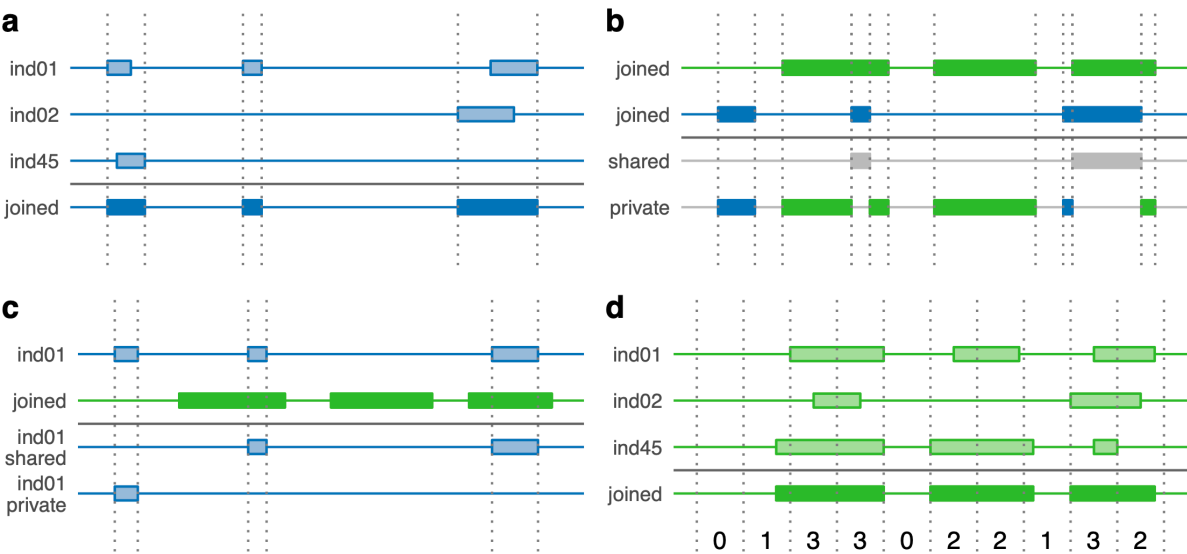 a
ind01
ind02
ind45
joined
b
joined
joined
shared
private
c
ind01
joined
ind01
shared
ind01
private
d
ind01
ind02
ind45
joined
0 1 3 3 0 2 2 1 3 2